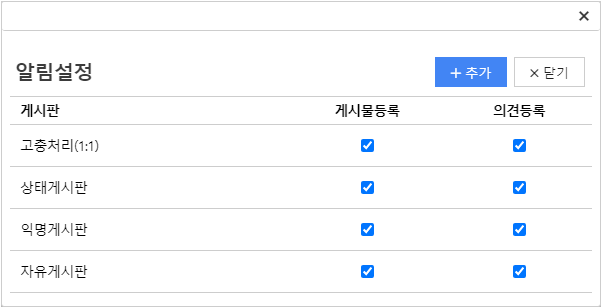 알림설정
+ 추가 × 닫기
게시판 게시물등록 의견등록
고충처리(1:1)
상태게시판
익명게시판
자유게시판